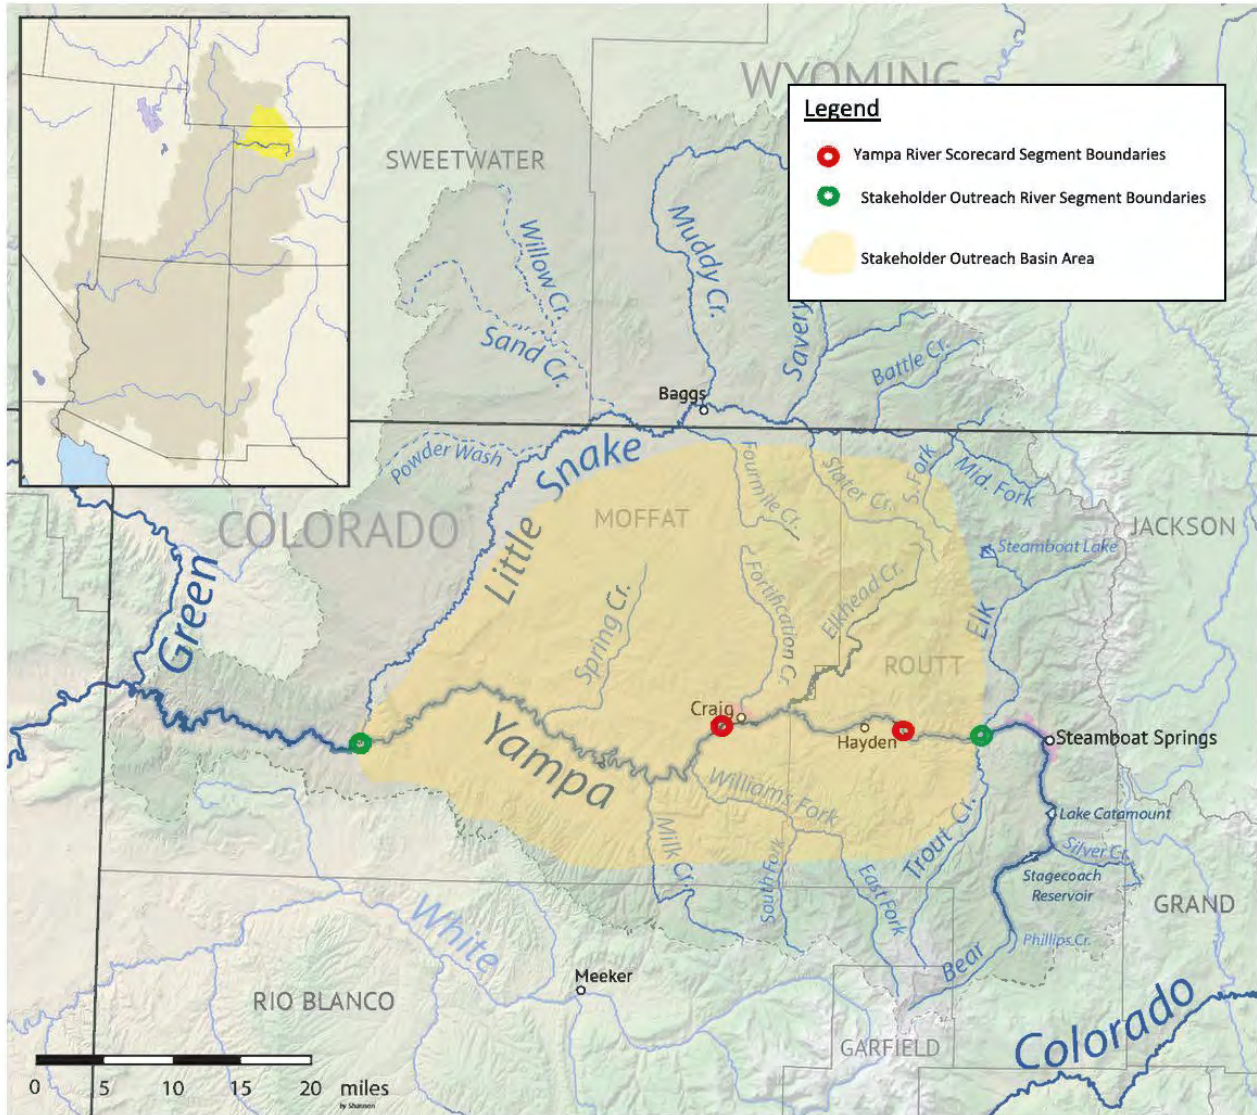 WYOMING
Legend
Yampa River Scorecard Segment Boundaries
Stakeholder Outreach River Segment Boundaries
Stakeholder Outreach Basin Area
SWEETWATER
Willow Cr.
Muddy Cr.
Sand Cr.
Savery
Battle Cr.
Baggs
Powder Wash
Little Snake
Fourmile Cr.
Slater Cr.
S. Fork
Mid. Fork
COLORADO
MOFFAT
JACKSON
Steamboat Lake
Green
Spring Cr.
Fortification C.
Elkhead Cr.
Elk
ROUTT
Craig
Hayden
Steamboat Springs
Yampa
Williams Fork
Milk Cr.
South Fork
East Fork
Trout Cr.
Lake Catamount
Silver Cr.
Stagecoach
Reservoir
GRAND
White
Phillips Cr.
Bear
Meeker
RIO BLANCO
GARFIELD
Colorado
0 5 10 15 20 miles
by Shannon